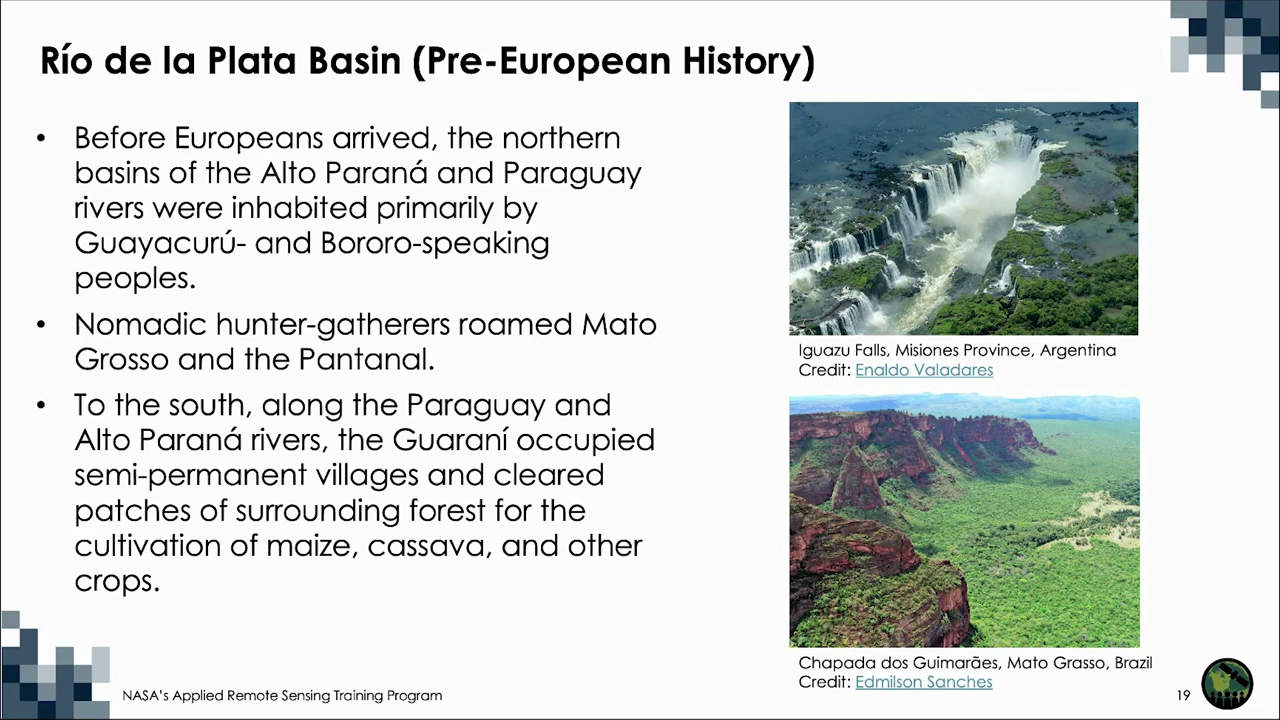 Río de la Plata Basin (Pre-European History)
• Before Europeans arrived, the northern
basins of the Alto Paraná and Paraguay
rivers were inhabited primarily by
Guayacurú- and Bororo-speaking
peoples.
• Nomadic hunter-gatherers roamed Mato
Grosso and the Pantanal.
• To the south, along the Paraguay and
Alto Paraná rivers, the Guaraní occupied
semi-permanent villages and cleared
patches of surrounding forest for the
cultivation of maize, cassava, and other
crops.
Iguazu Falls, Misiones Province, Argentina
Credit: Enaldo Valadares
Chapada dos Guimarães, Mato Grasso, Brazil
Credit: Edmilson Sanches
NASA's Applied Remote Sensing Training Program
19